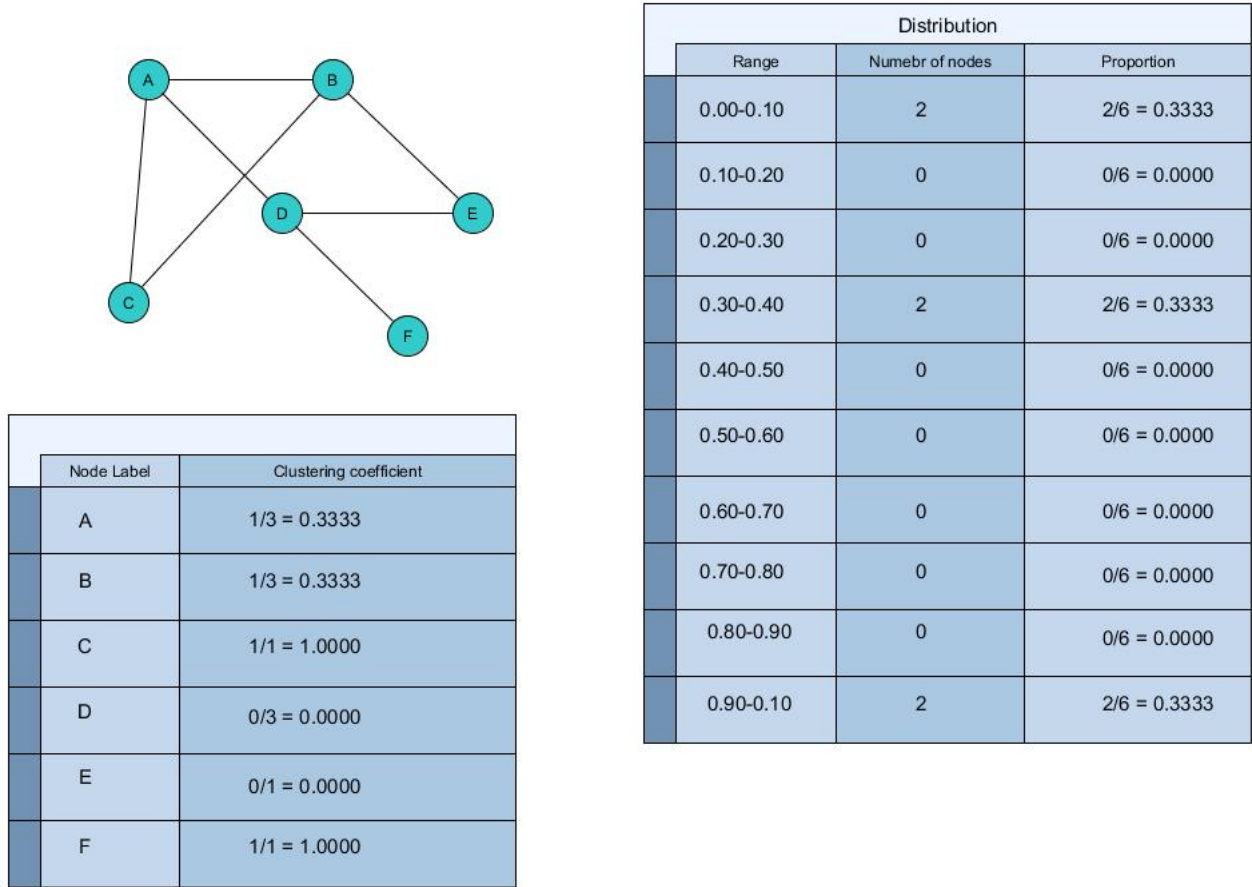 A
B
D
E
C
F
Node Label Clustering coefficient
A 1/3 = 0.3333
B 1/3 = 0.3333
C 1/1 = 1.0000
D 0/3 = 0.0000
E 0/1 = 0.0000
F 1/1 = 1.0000
Distribution
Range Numebr of nodes Proportion
0.00-0.10 2 2/6 = 0.3333
0.10-0.20 0 0/6 = 0.0000
0.20-0.30 0 0/6 = 0.0000
0.30-0.40 2 2/6 = 0.3333
0.40-0.50 0 0/6 = 0.0000
0.50-0.60 0 0/6 = 0.0000
0.60-0.70 0 0/6 = 0.0000
0.70-0.80 0 0/6 = 0.0000
0.80-0.90 0 0/6 = 0.0000
0.90-0.10 2 2/6 = 0.3333